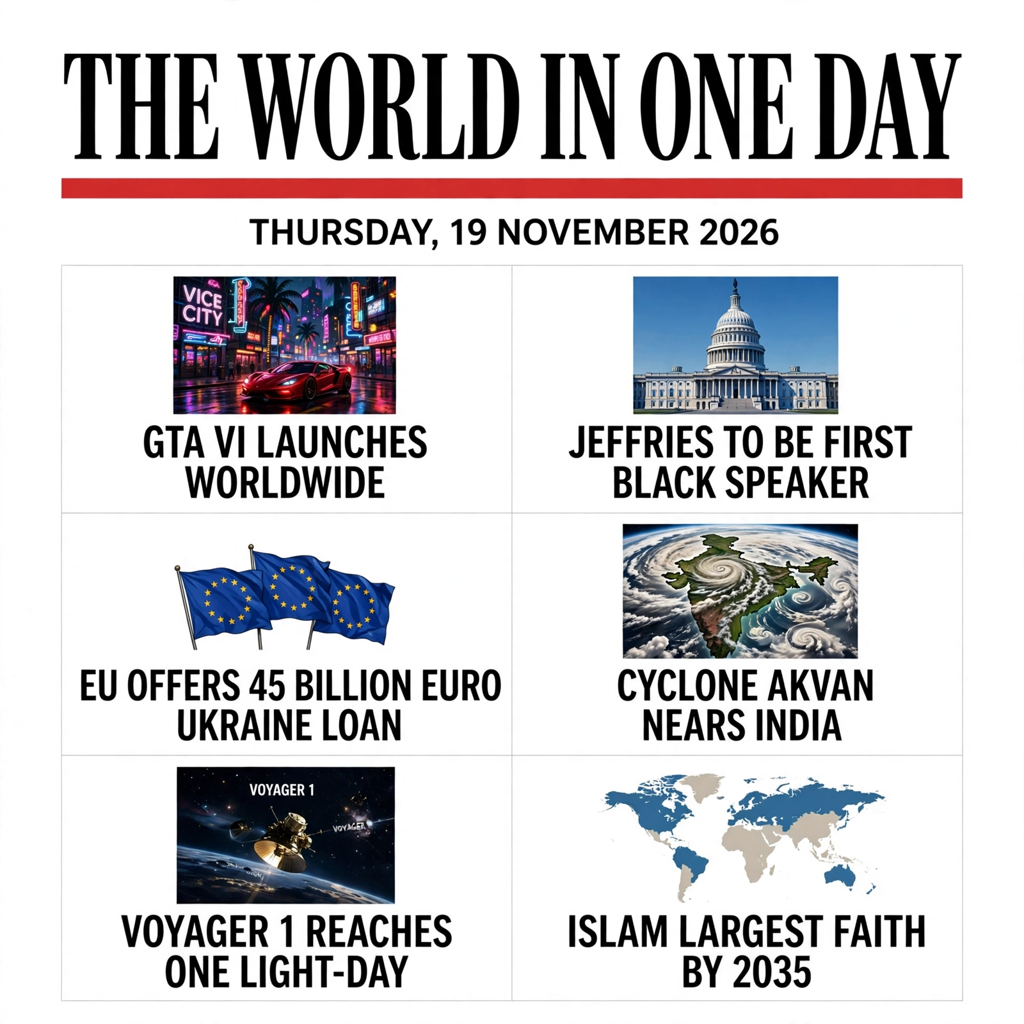 THE WORLD IN ONE DAY
THURSDAY, 19 NOVEMBER 2026
VICE
CITY
GTA VI LAUNCHES
WORLDWIDE
JEFFRIES TO BE FIRST
BLACK SPEAKER
EU OFFERS 45 BILLION EURO
UKRAINE LOAN
CYCLONE AKVAN
NEARS INDIA
VOYAGER 1
VOYAGER
VOYAGER 1 REACHES
ONE LIGHT-DAY
ISLAM LARGEST FAITH
BY 2035